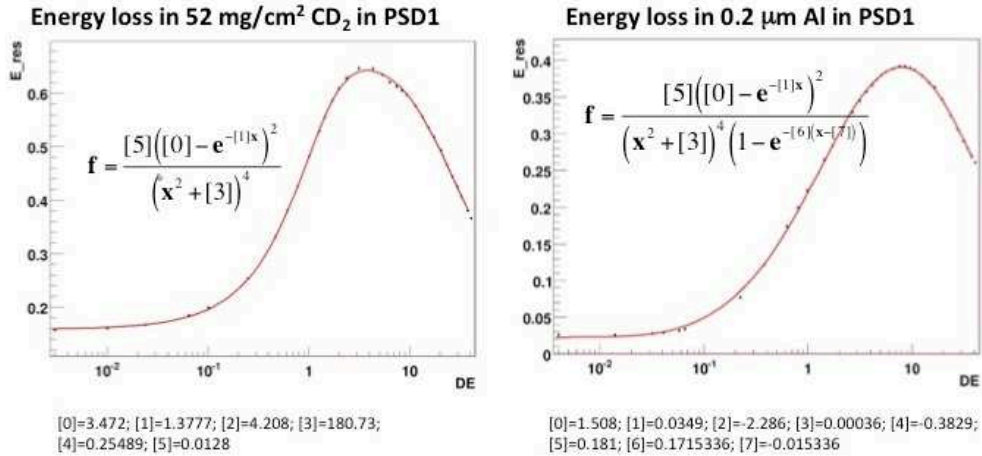 Energy loss in 52 mg/cm² CD₂ in PSD1
E_res
0.6
0.5
0.4
0.3
0.2
f = [5]([0] − e^{-[1]x})^2 / (x^2 + [3])^4
10⁻² 10⁻¹ 1 10
DE
[0]=3.472; [1]=1.3777; [2]=4.208; [3]=180.73;
[4]=0.25489; [5]=0.0128
Energy loss in 0.2 μm Al in PSD1
E_res
0.4
0.35
0.3
0.25
0.2
0.15
0.1
0.05
0
f = [5]([0] − e^{-[1]x})^2 / (x^2 + [3])^4 (1 − e^{-[6](x−[7])})
10⁻² 10⁻¹ 1 10
DE
[0]=1.508; [1]=0.0349; [2]=-2.286; [3]=0.00036; [4]=-0.3829;
[5]=0.181; [6]=0.1715336; [7]=-0.015336